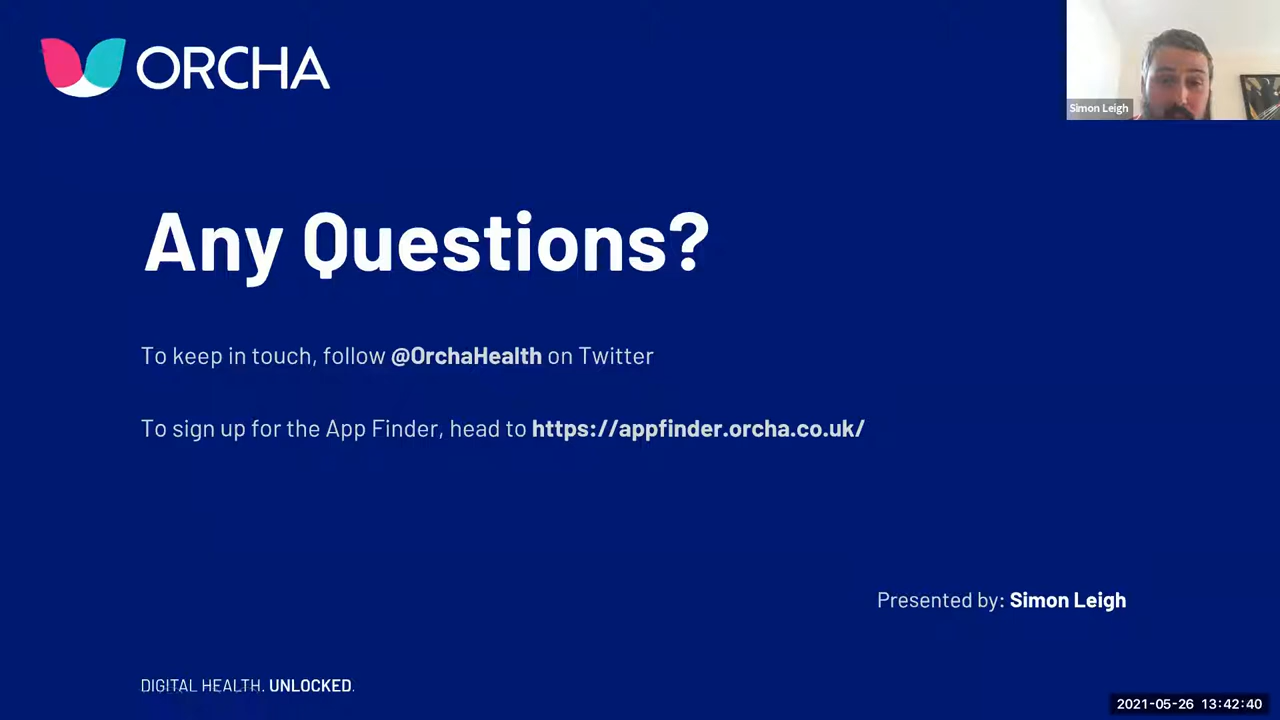 ORCHA
Simon Leigh
Any Questions?
To keep in touch, follow @OrchaHealth on Twitter
To sign up for the App Finder, head to https://appfinder.orcha.co.uk/
Presented by: Simon Leigh
DIGITAL HEALTH. UNLOCKED.
2021-05-26 13:42:40